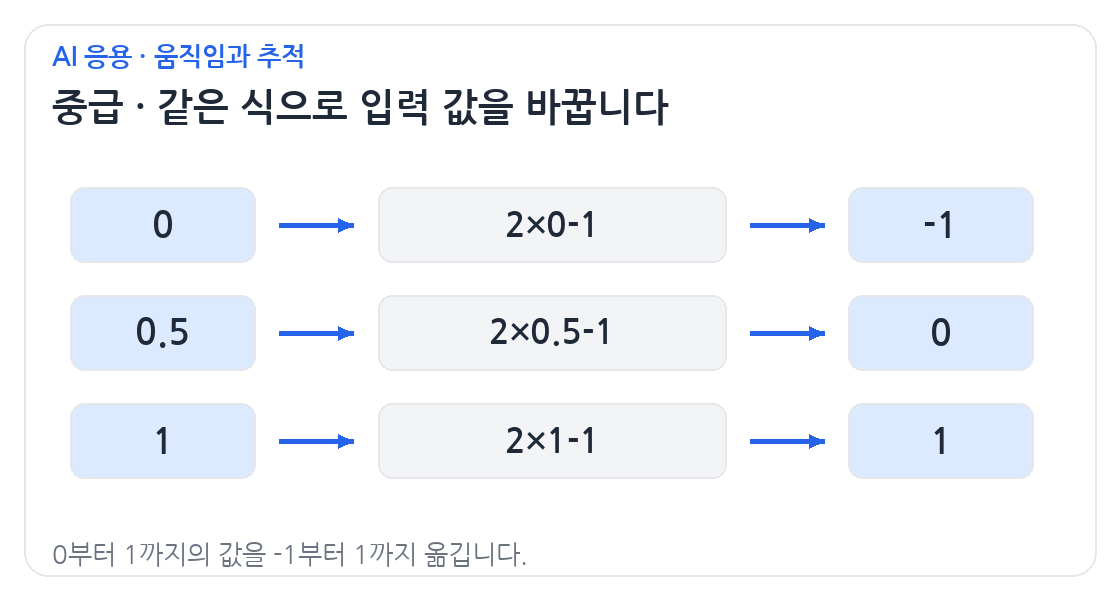 AI 응용 · 움직임과 추적
중급 · 같은 식으로 입력 값을 바꿉니다
0 2×0-1 -1
0.5 2×0.5-1 0
1 2×1-1 1
0부터 1까지의 값을 -1부터 1까지 옮깁니다.